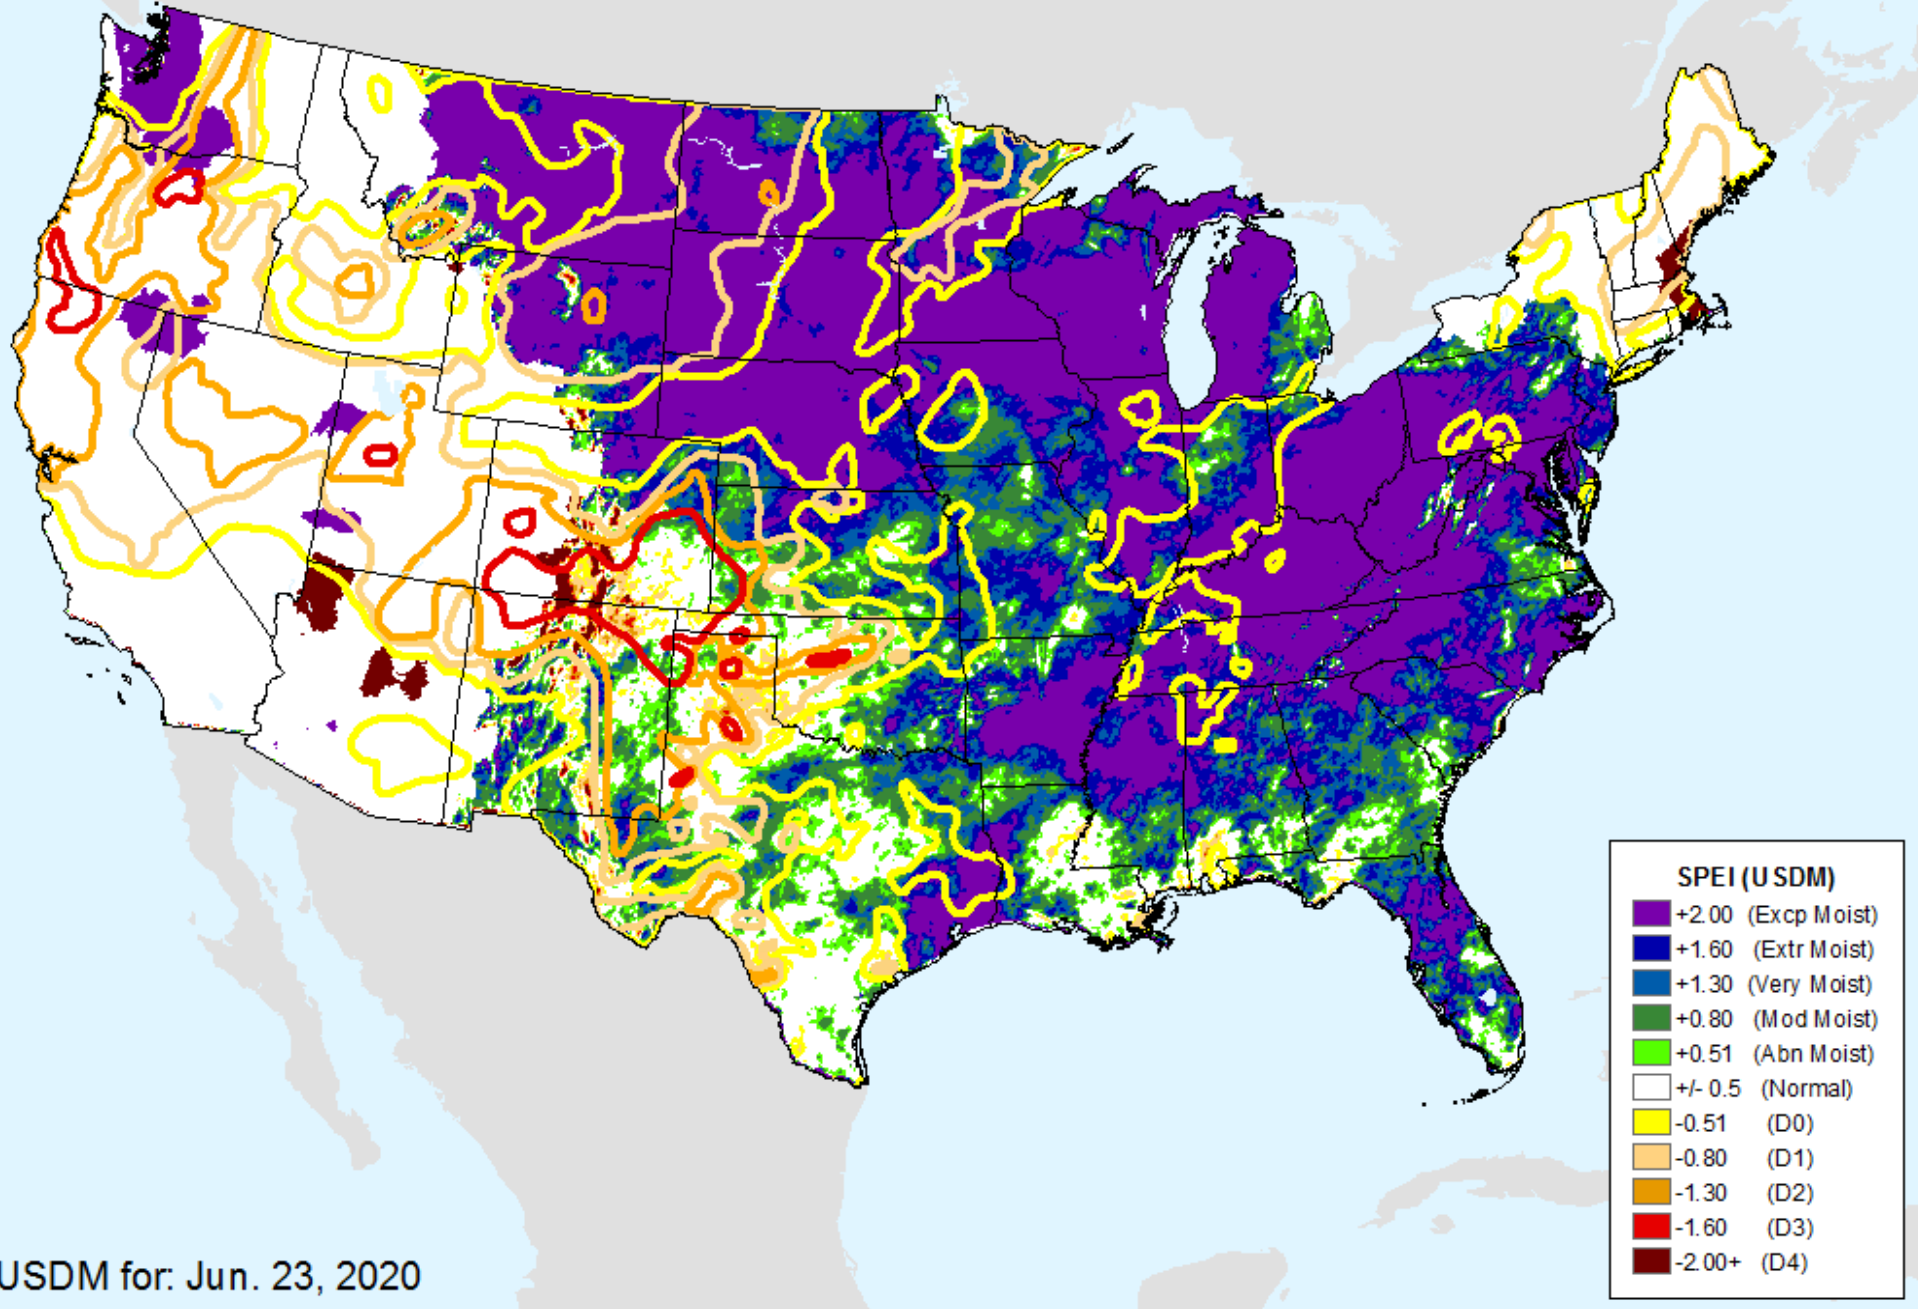 SPEI (USDM)
+2.00 (Excp Moist)
+1.60 (Extr Moist)
+1.30 (Very Moist)
+0.80 (Mod Moist)
+0.51 (Abn Moist)
+/- 0.5 (Normal)
-0.51 (D0)
-0.80 (D1)
-1.30 (D2)
-1.60 (D3)
-2.00+ (D4)
USDM for: Jun. 23, 2020